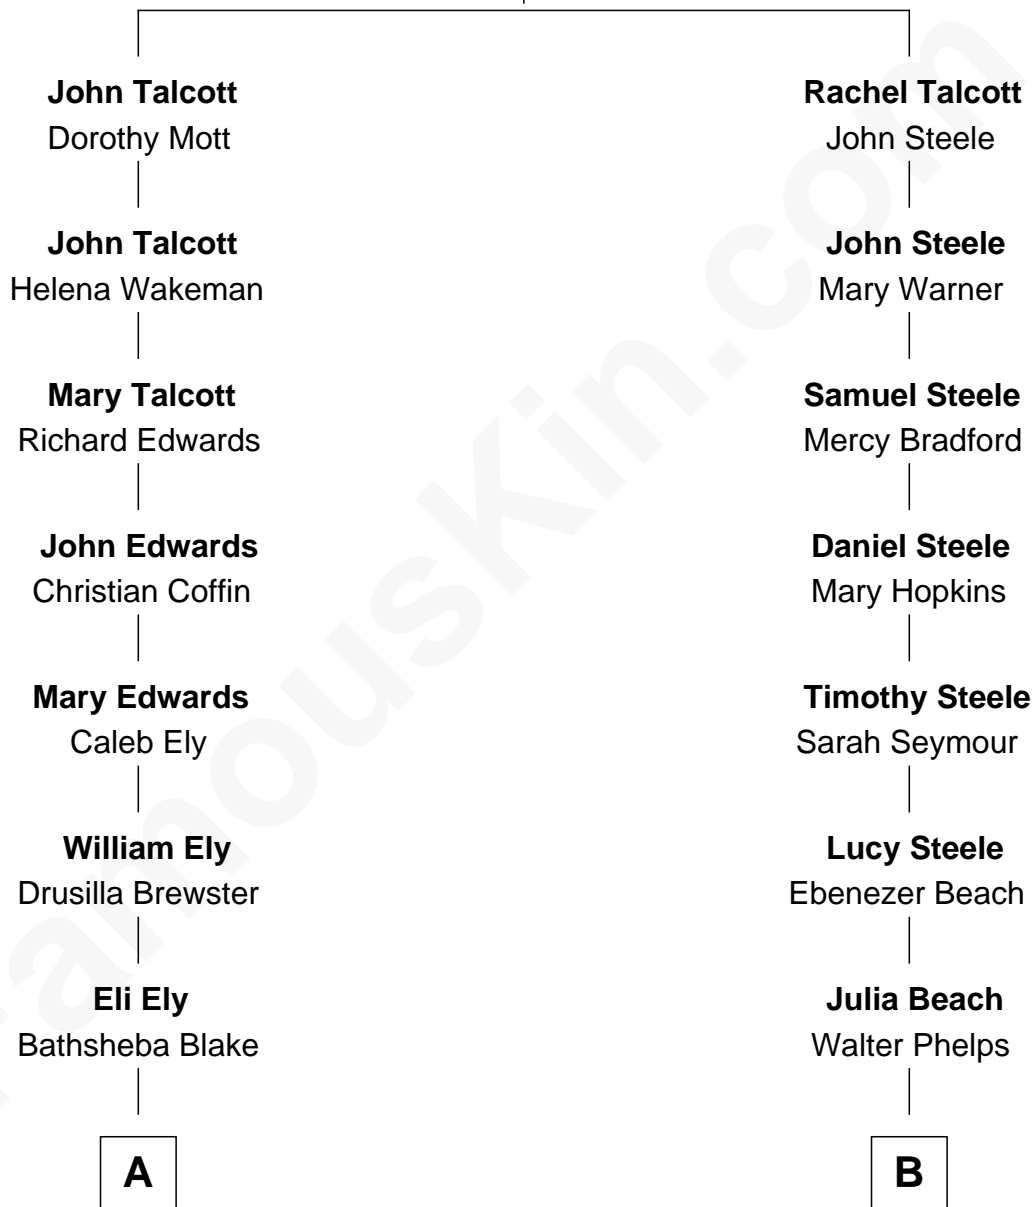 John Talcott
Dorothy Mott
John Talcott
Helena Wakeman
Mary Talcott
Richard Edwards
John Edwards
Christian Coffin
Mary Edwards
Caleb Ely
William Ely
Drusilla Brewster
Eli Ely
Bathsheba Blake
A
Rachel Talcott
John Steele
John Steele
Mary Warner
Samuel Steele
Mercy Bradford
Daniel Steele
Mary Hopkins
Timothy Steele
Sarah Seymour
Lucy Steele
Ebenezer Beach
Julia Beach
Walter Phelps
B
FamousKin.com